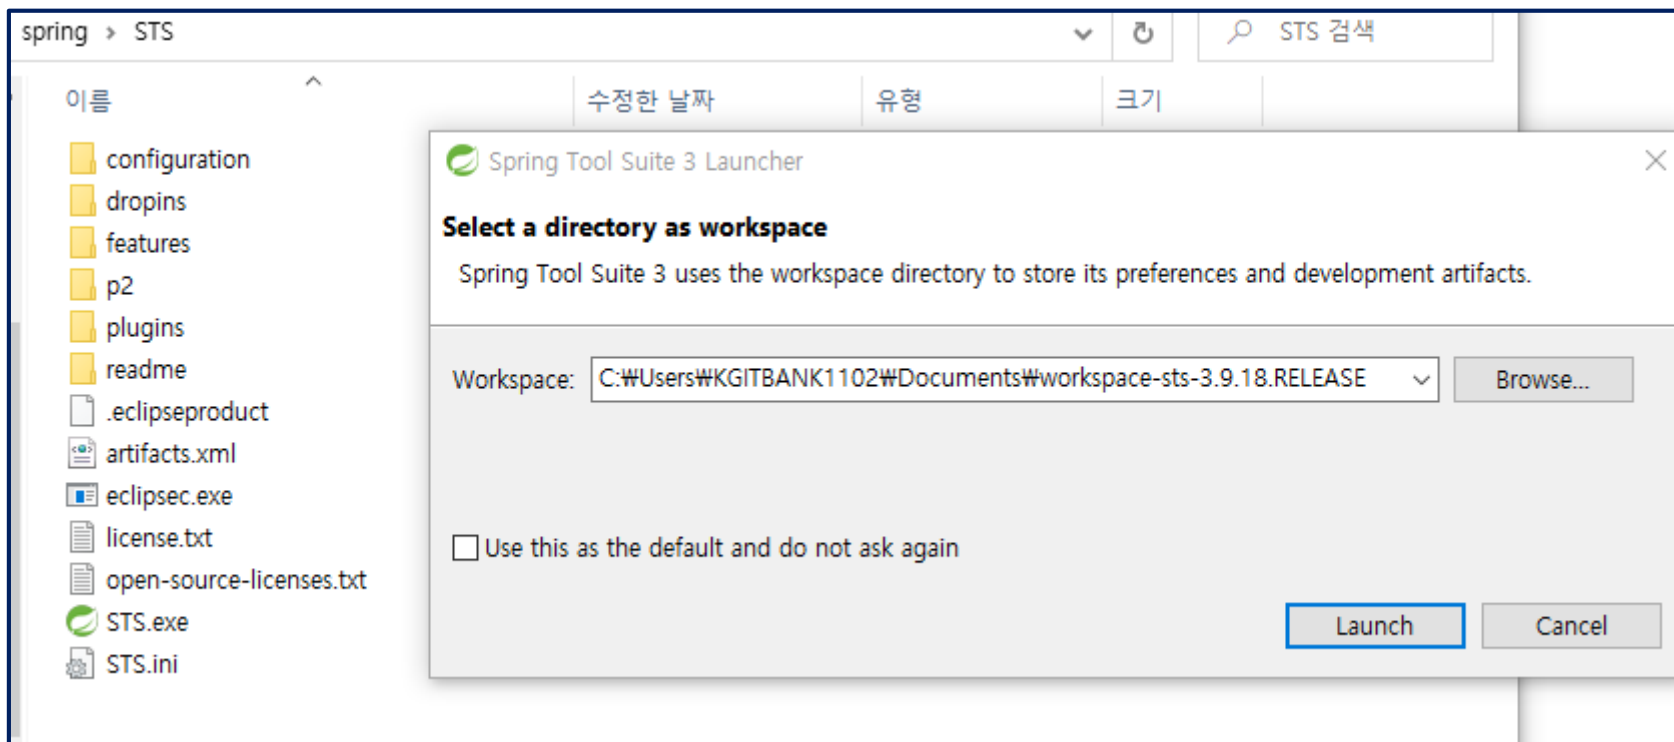 spring > STS
STS 검색
이름 수정한 날짜 유형 크기
configuration
dropins
features
p2
plugins
readme
.eclipseproduct
artifacts.xml
eclipsec.exe
license.txt
open-source-licenses.txt
STS.exe
STS.ini
Spring Tool Suite 3 Launcher
Select a directory as workspace
Spring Tool Suite 3 uses the workspace directory to store its preferences and development artifacts.
Workspace: C:₩Users₩KGITBANK1102₩Documents₩workspace-sts-3.9.18.RELEASE Browse...
Use this as the default and do not ask again
Launch Cancel